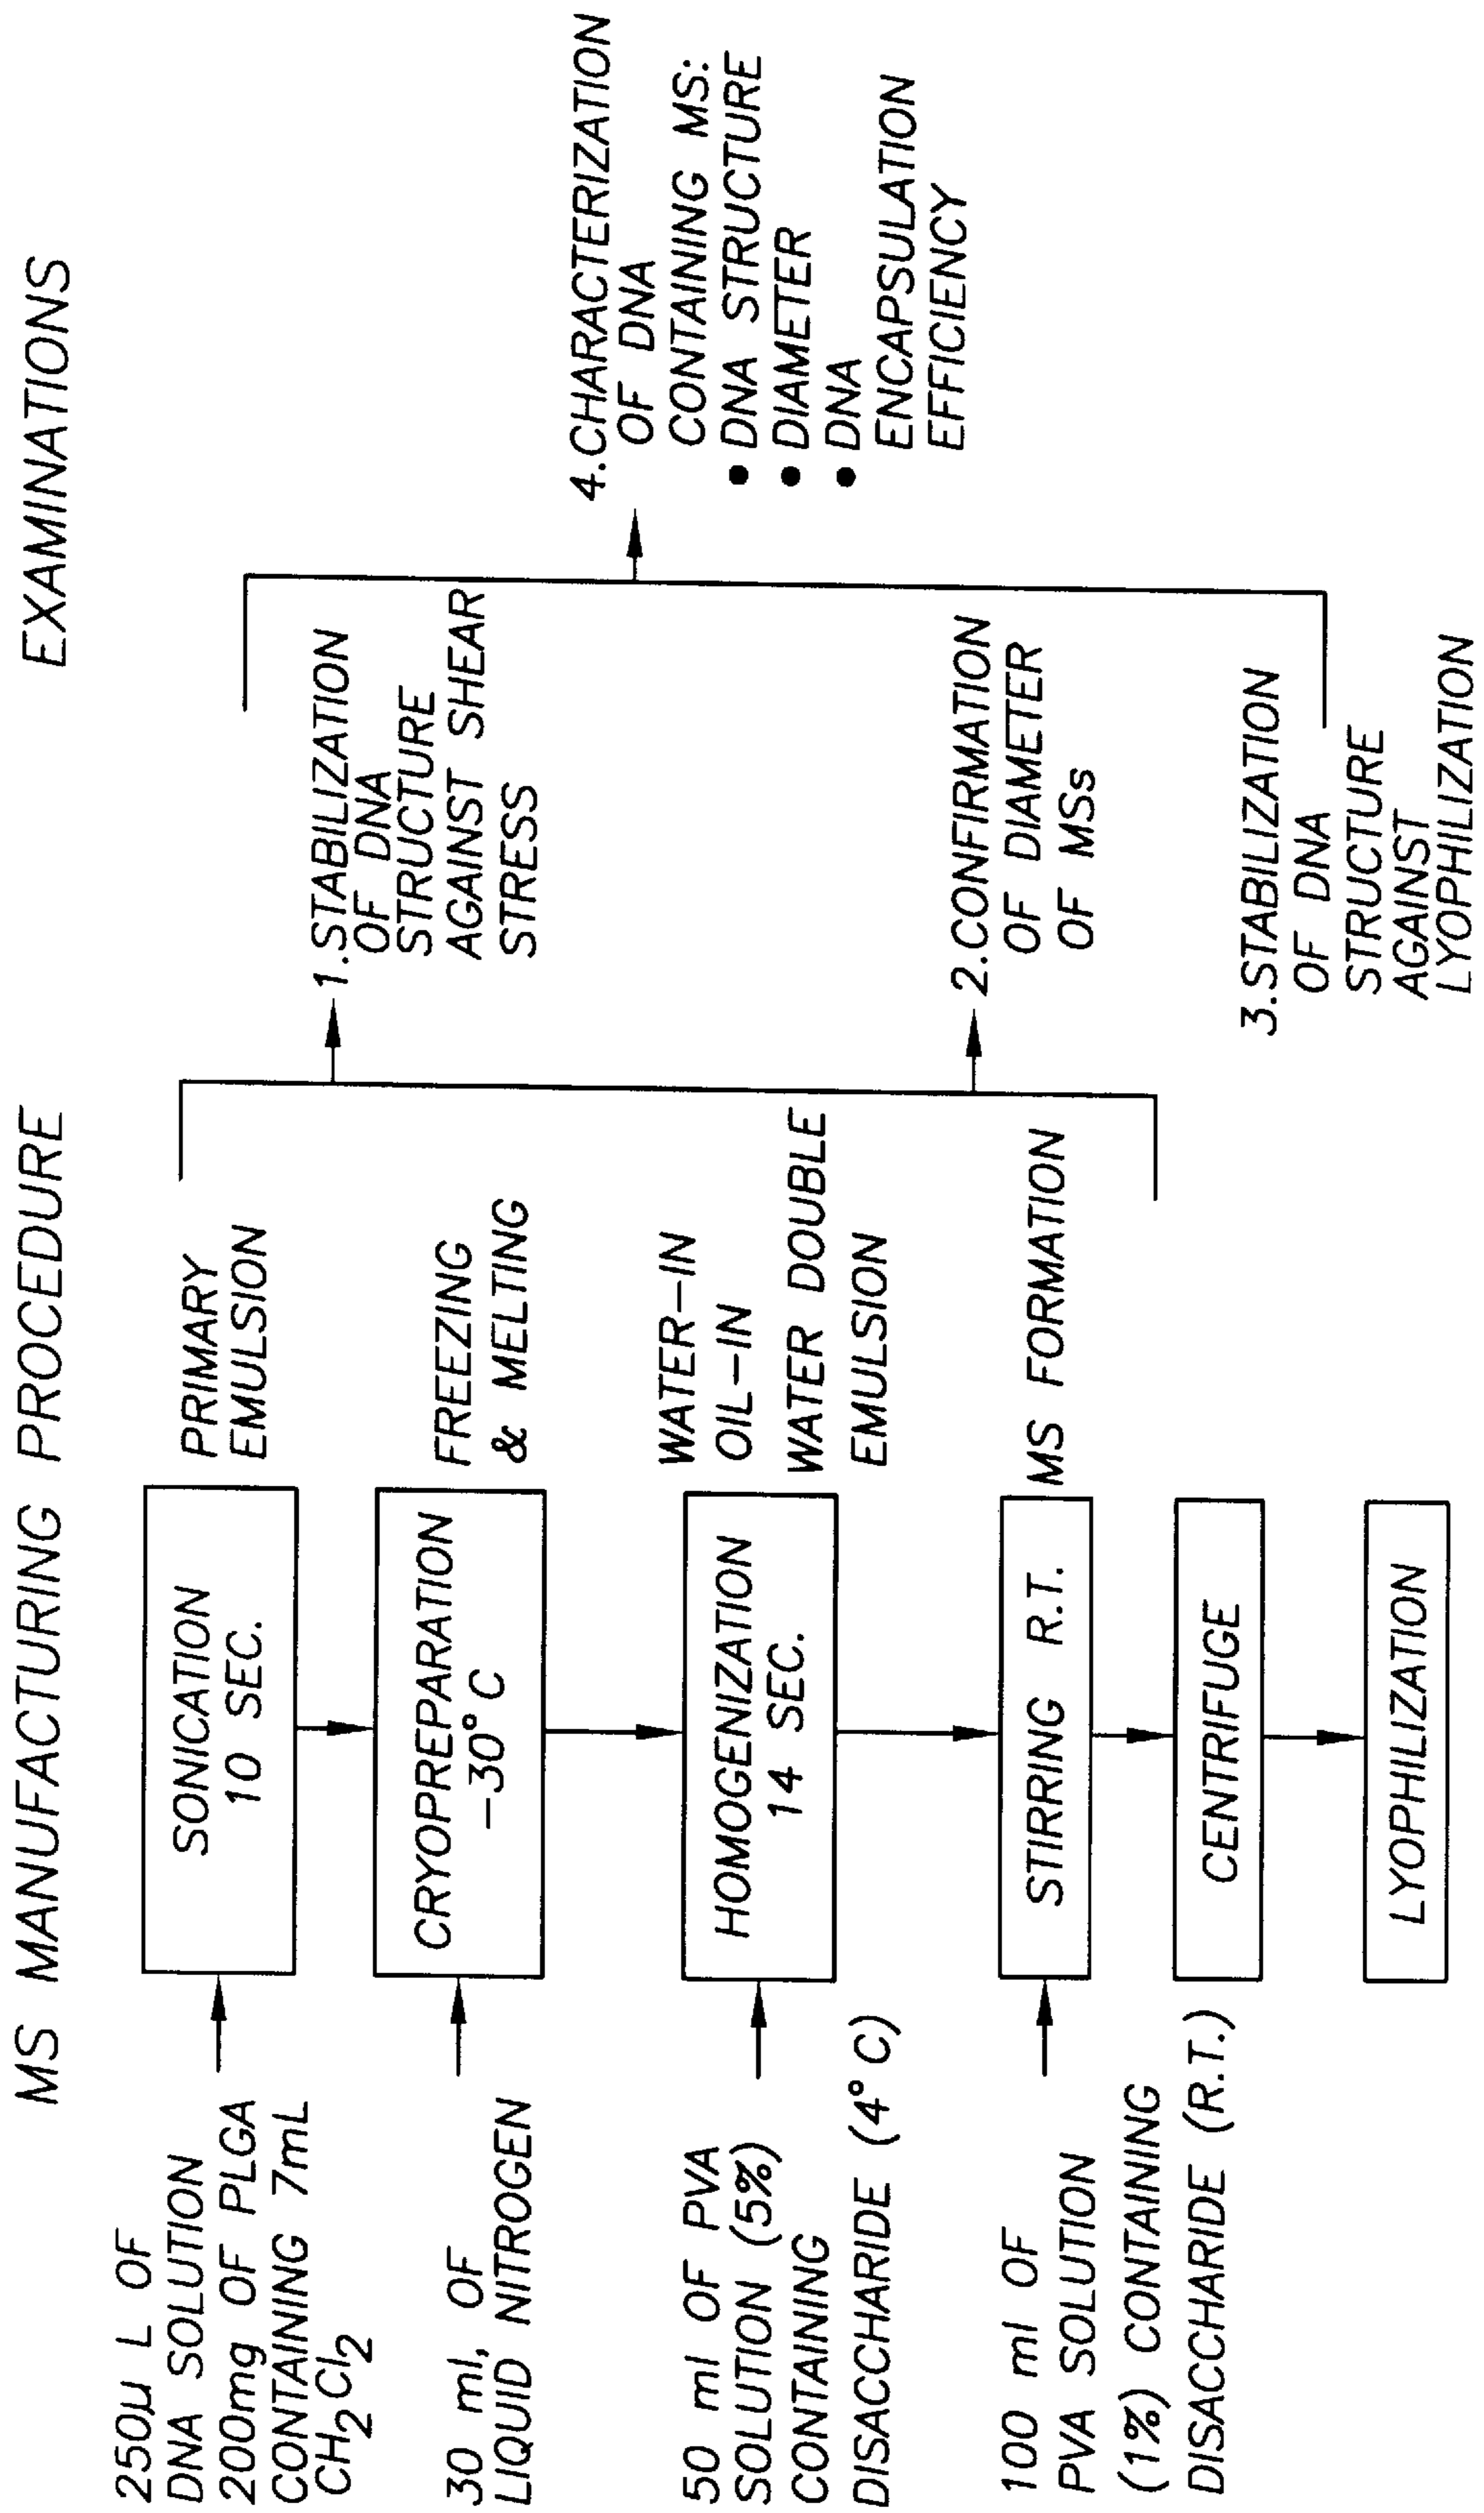 MS MANUFACTURING PROCEDURE
EXAMINATIONS
250μ L OF
DNA SOLUTION
200mg OF PLGA
CONTAINING 7mL
CH2Cl2
SONICATION
10 SEC.
PRIMARY
EMULSION
30 ml, OF
LIQUID NITROGEN
CRYOPREPARATION
-30°C
FREEZING
& MELTING
50 ml OF PVA
SOLUTION (5%)
CONTAINING
DISACCHARIDE (4°C)
HOMOGENIZATION
14 SEC.
WATER-IN
OIL-IN
WATER DOUBLE
EMULSION
100 ml OF
PVA SOLUTION
(1%) CONTAINING
DISACCHARIDE (R.T.)
STIRRING R.T.
MS FORMATION
CENTRIFUGE
LYOPHILIZATION
1.STABILIZATION
OF DNA
STRUCTURE
AGAINST SHEAR
STRESS
2.CONFIRMATION
OF DIAMETER
OF MSs
3.STABILIZATION
OF DNA
STRUCTURE
AGAINST
LYOPHILIZATION
4.CHARACTERIZATION
OF DNA
CONTAINING MS:
● DNA STRUCTURE
● DIAMETER
● DNA
ENCAPSULATION
EFFICIENCY